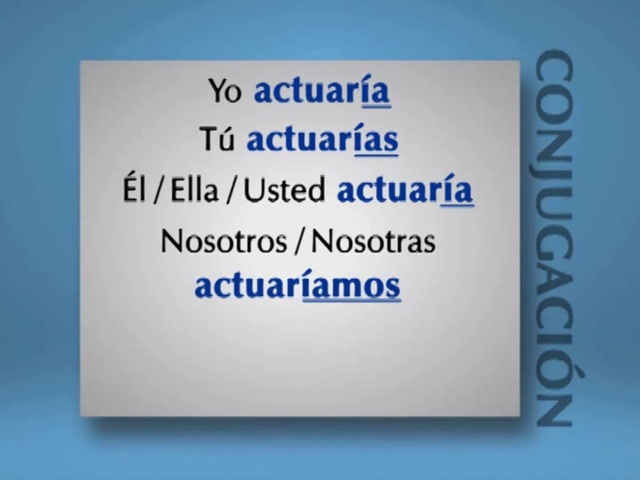 Yo actuaría
Tú actuarías
Él / Ella / Usted actuaría
Nosotros / Nosotras
actuaríamos
CONJUGACIÓN